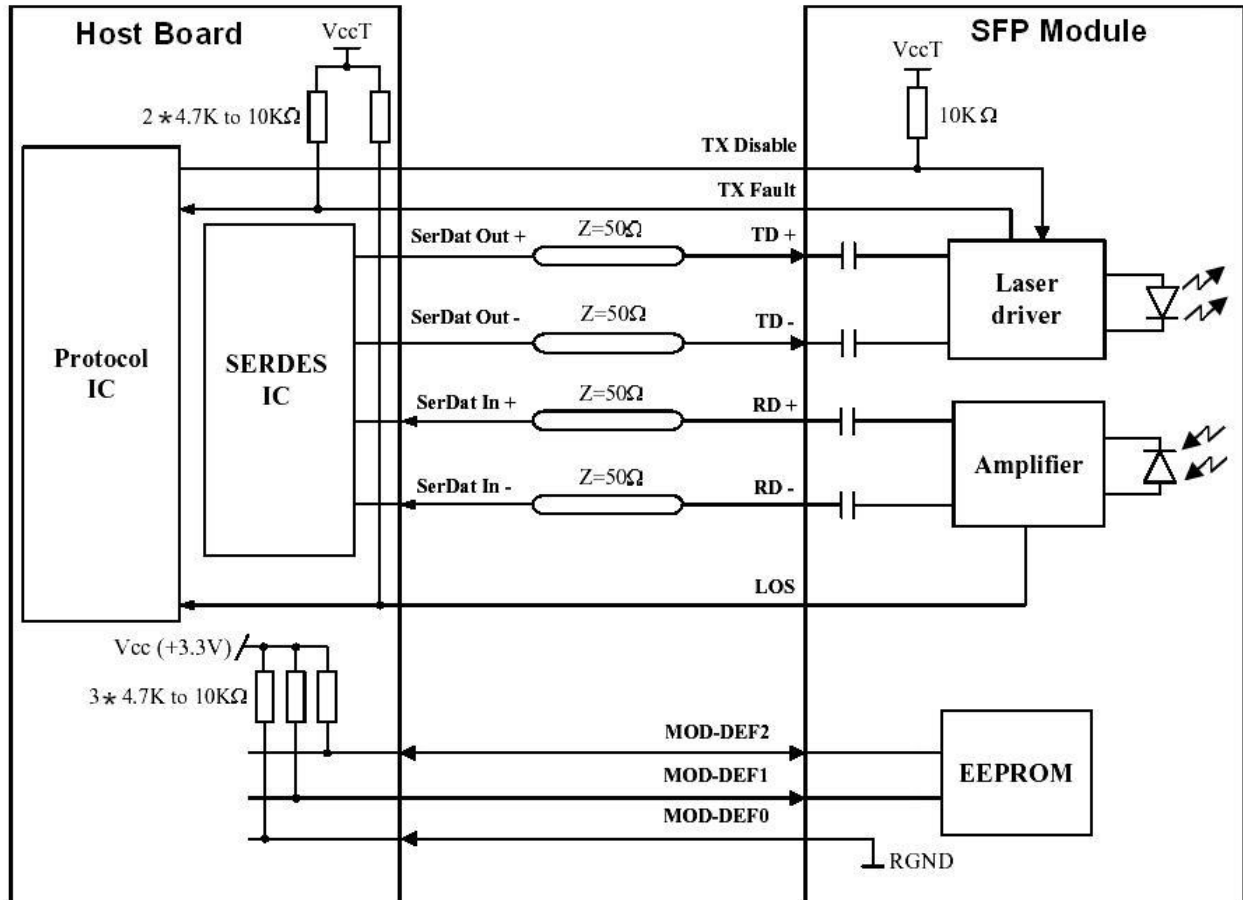 Host Board
SFP Module
VccT
VccT
2*4.7K to 10KΩ
10KΩ
TX Disable
TX Fault
SerDat Out +
Z=50Ω
TD +
Laser
driver
SerDat Out -
Z=50Ω
TD -
Protocol
IC
SERDES
IC
SerDat In +
Z=50Ω
RD +
Amplifier
SerDat In -
Z=50Ω
RD -
LOS
Vcc (+3.3V)
3*4.7K to 10KΩ
MOD-DEF2
EEPROM
MOD-DEF1
MOD-DEF0
RGND